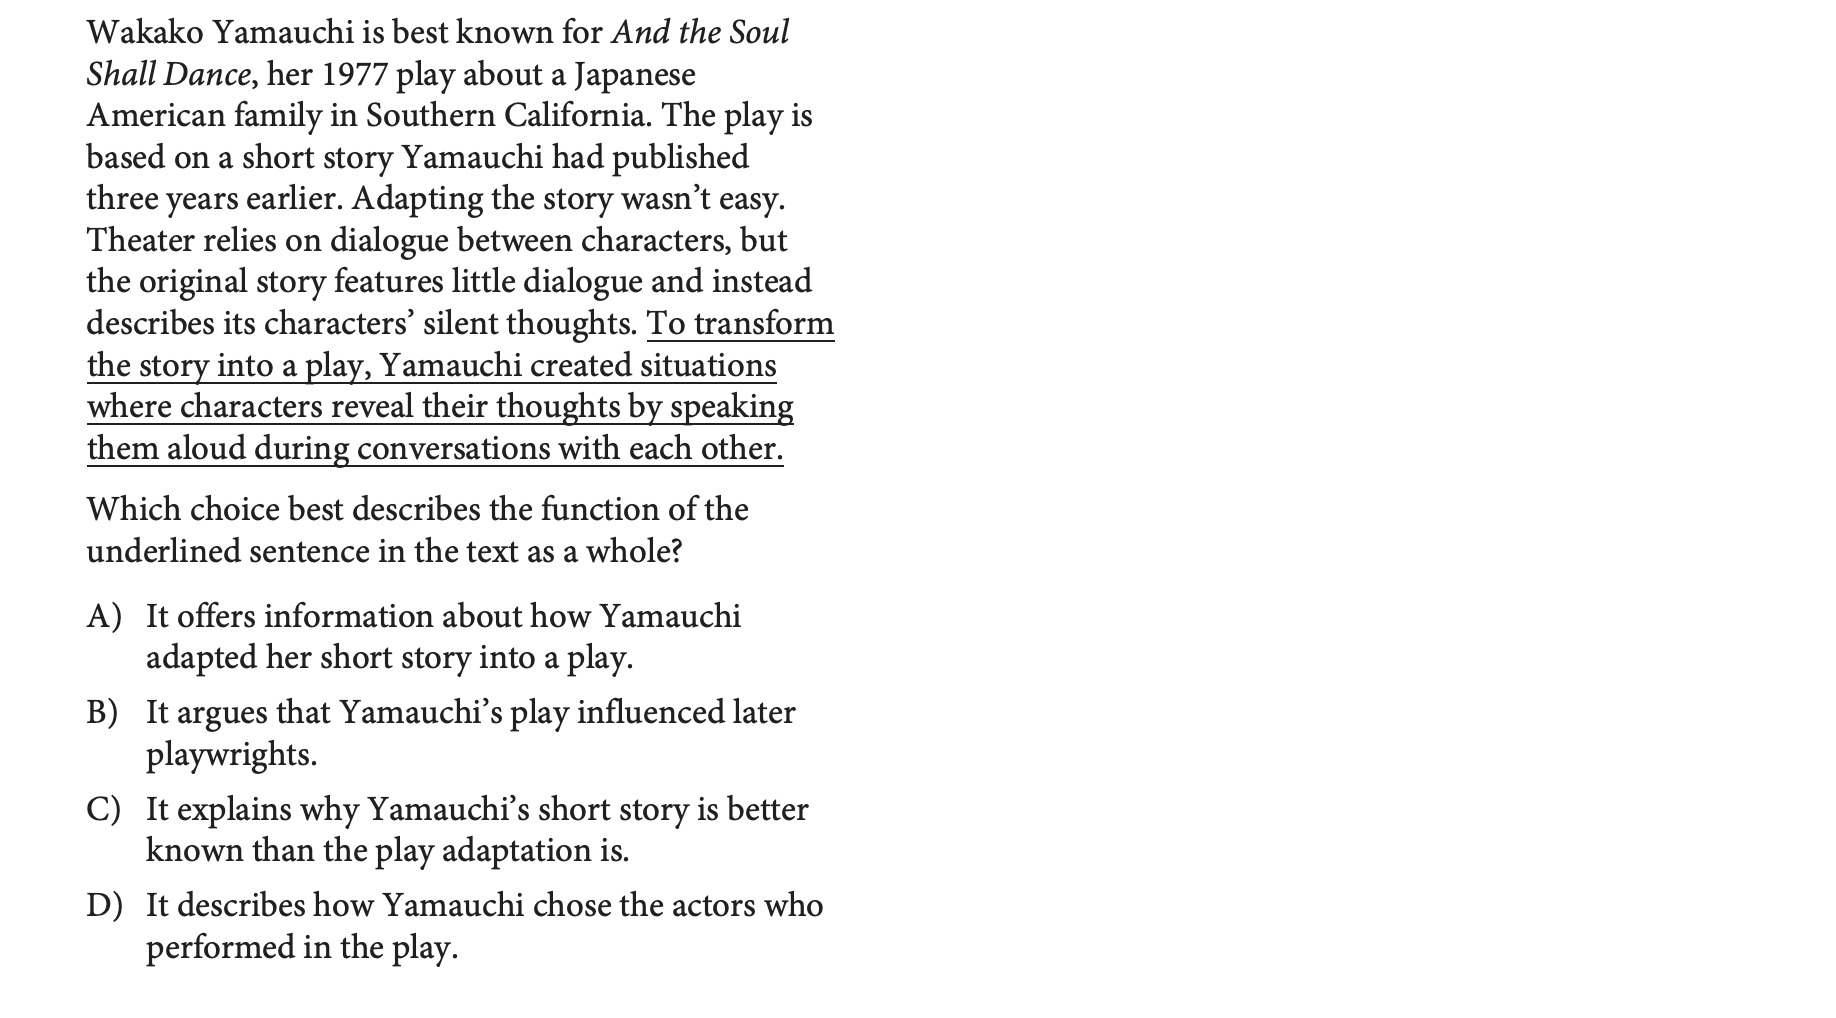 Wakako Yamauchi is best known for And the Soul
Shall Dance, her 1977 play about a Japanese
American family in Southern California. The play is
based on a short story Yamauchi had published
three years earlier. Adapting the story wasn’t easy.
Theater relies on dialogue between characters, but
the original story features little dialogue and instead
describes its characters’ silent thoughts. To transform
the story into a play, Yamauchi created situations
where characters reveal their thoughts by speaking
them aloud during conversations with each other.
Which choice best describes the function of the
underlined sentence in the text as a whole?
A) It offers information about how Yamauchi
adapted her short story into a play.
B) It argues that Yamauchi’s play influenced later
playwrights.
C) It explains why Yamauchi’s short story is better
known than the play adaptation is.
D) It describes how Yamauchi chose the actors who
performed in the play.